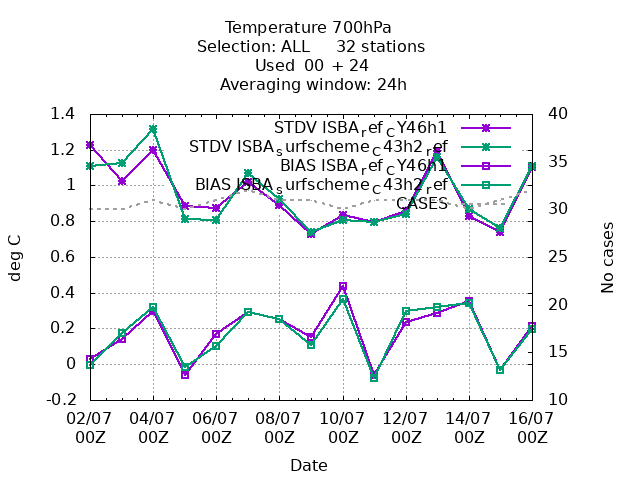 Temperature 700hPa
Selection: ALL 32 stations
Used 00 + 24
Averaging window: 24h
STDV ISBA_ref_CY46h1
STDV ISBA_surfscheme_C43h2_ref
BIAS ISBA_ref_CY46h1
BIAS ISBA_surfscheme_C43h2_ref
CASES
deg C
1.4
1.2
1
0.8
0.6
0.4
0.2
0
-0.2
No cases
40
35
30
25
20
15
10
02/07 04/07 06/07 08/07 10/07 12/07 14/07 16/07
00Z 00Z 00Z 00Z 00Z 00Z 00Z 00Z
Date